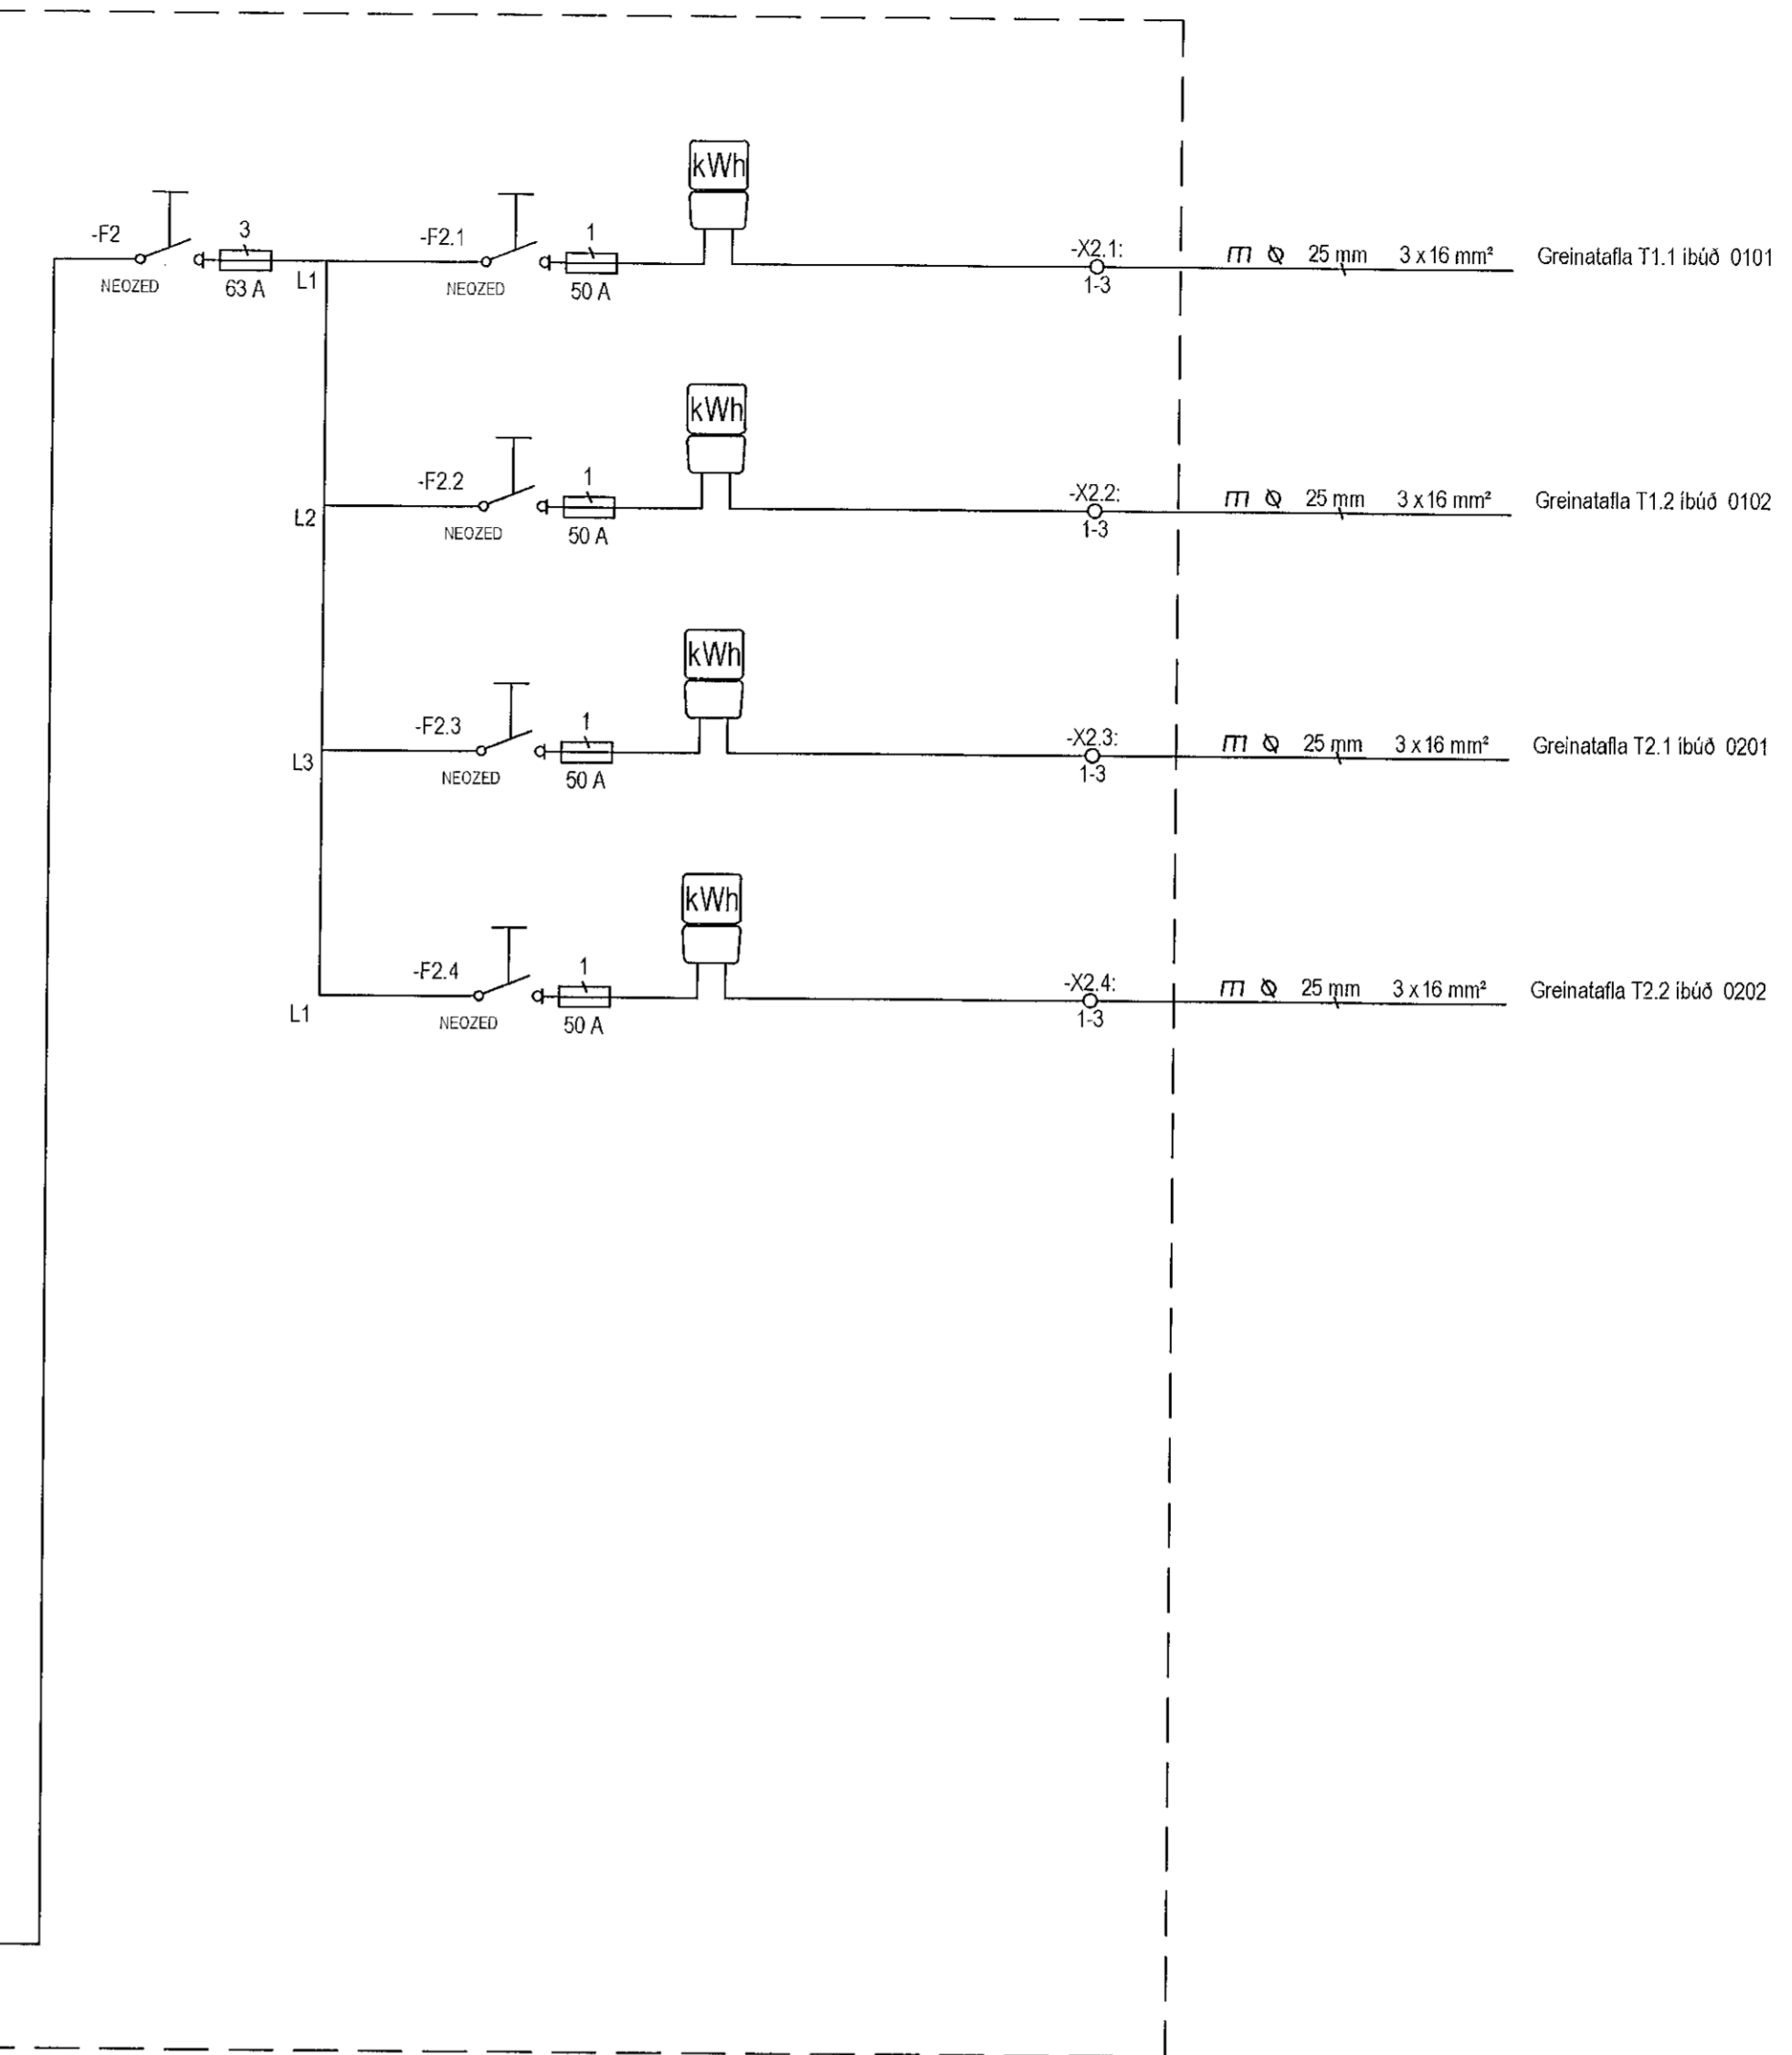 kWh
-F2
3
-F2.1
1
-X2.1:
25 mm
3 x 16 mm²
Greinatafla T1.1 íbúð 0101
NEOZED
63 A
L1
NEOZED
50 A
1-3
kWh
-F2.2
1
-X2.2:
25 mm
3 x 16 mm²
Greinatafla T1.2 íbúð 0102
L2
NEOZED
50 A
1-3
kWh
-F2.3
1
-X2.3:
25 mm
3 x 16 mm²
Greinatafla T2.1 íbúð 0201
L3
NEOZED
50 A
1-3
kWh
-F2.4
1
-X2.4:
25 mm
3 x 16 mm²
Greinatafla T2.2 íbúð 0202
L1
NEOZED
50 A
1-3